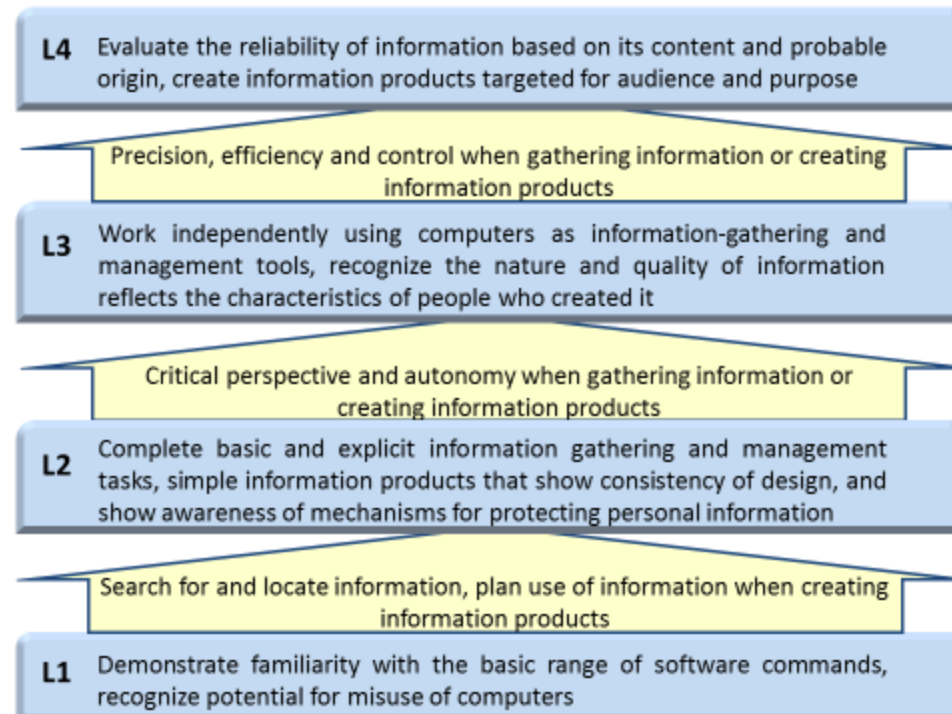 L4 Evaluate the reliability of information based on its content and probable
origin, create information products targeted for audience and purpose
Precision, efficiency and control when gathering information or creating
information products
L3 Work independently using computers as information-gathering and
management tools, recognize the nature and quality of information
reflects the characteristics of people who created it
Critical perspective and autonomy when gathering information or
creating information products
L2 Complete basic and explicit information gathering and management
tasks, simple information products that show consistency of design, and
show awareness of mechanisms for protecting personal information
Search for and locate information, plan use of information when creating
information products
L1 Demonstrate familiarity with the basic range of software commands,
recognize potential for misuse of computers